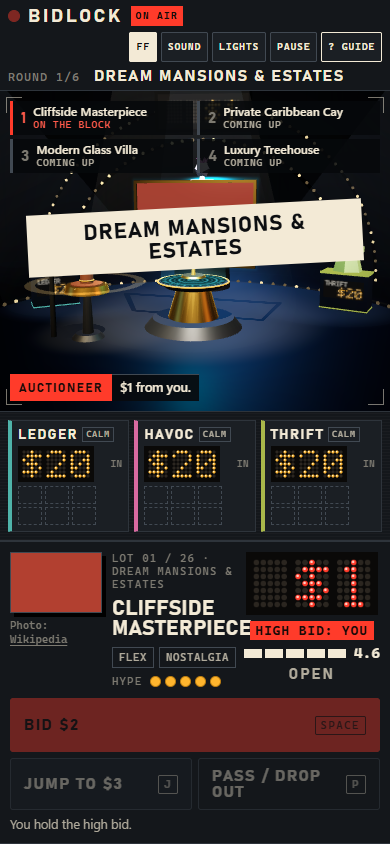 BIDLOCK ON AIR
FF SOUND LIGHTS PAUSE ? GUIDE
ROUND 1/6 DREAM MANSIONS & ESTATES
1 Cliffside Masterpiece
ON THE BLOCK
2 Private Caribbean Cay
COMING UP
3 Modern Glass Villa
COMING UP
4 Luxury Treehouse
COMING UP
DREAM MANSIONS &
ESTATES
THRIFT
$20
AUCTIONEER $1 from you.
LEDGER CALM
$20 IN
HAVOC CALM
$20 IN
THRIFT CALM
$20 IN
Photo:
Wikipedia
LOT 01 / 26 ·
DREAM MANSIONS &
ESTATES
CLIFFSIDE
MASTERPIECE
FLEX NOSTALGIA
HYPE
$1
HIGH BID: YOU
4.6
OPEN
BID $2 SPACE
JUMP TO $3 J
PASS / DROP
OUT P
You hold the high bid.